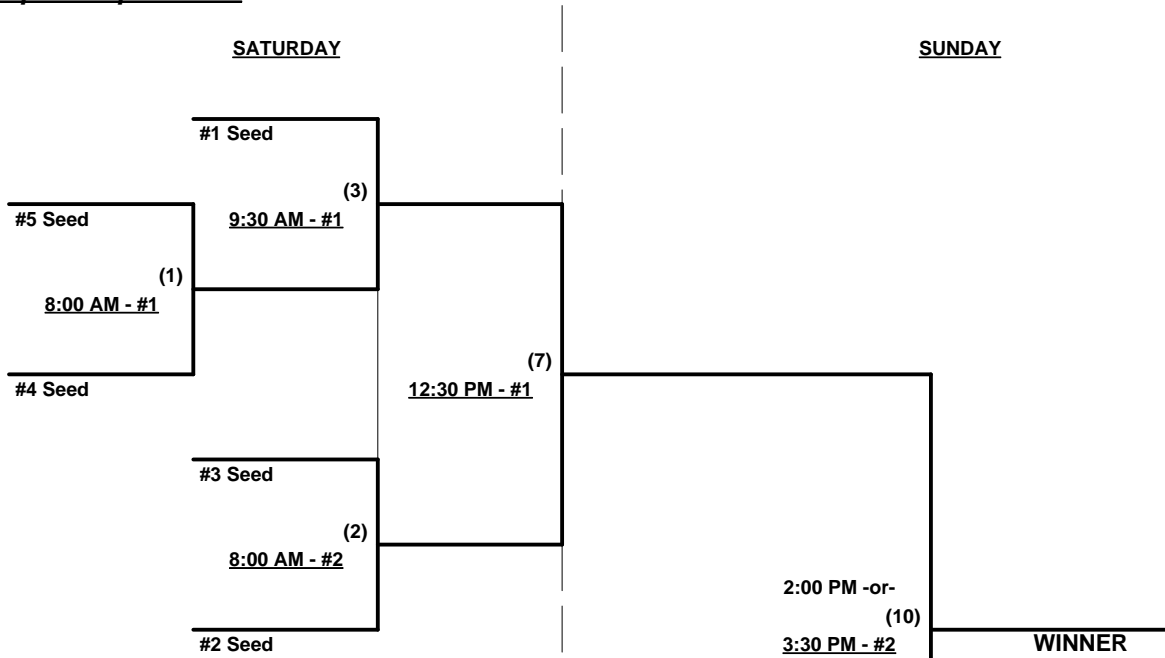 SATURDAY
SUNDAY
#1 Seed
(3)
9:30 AM - #1
#5 Seed
(1)
8:00 AM - #1
#4 Seed
(7)
12:30 PM - #1
#3 Seed
(2)
8:00 AM - #2
#2 Seed
2:00 PM -or-
(10)
3:30 PM - #2
WINNER